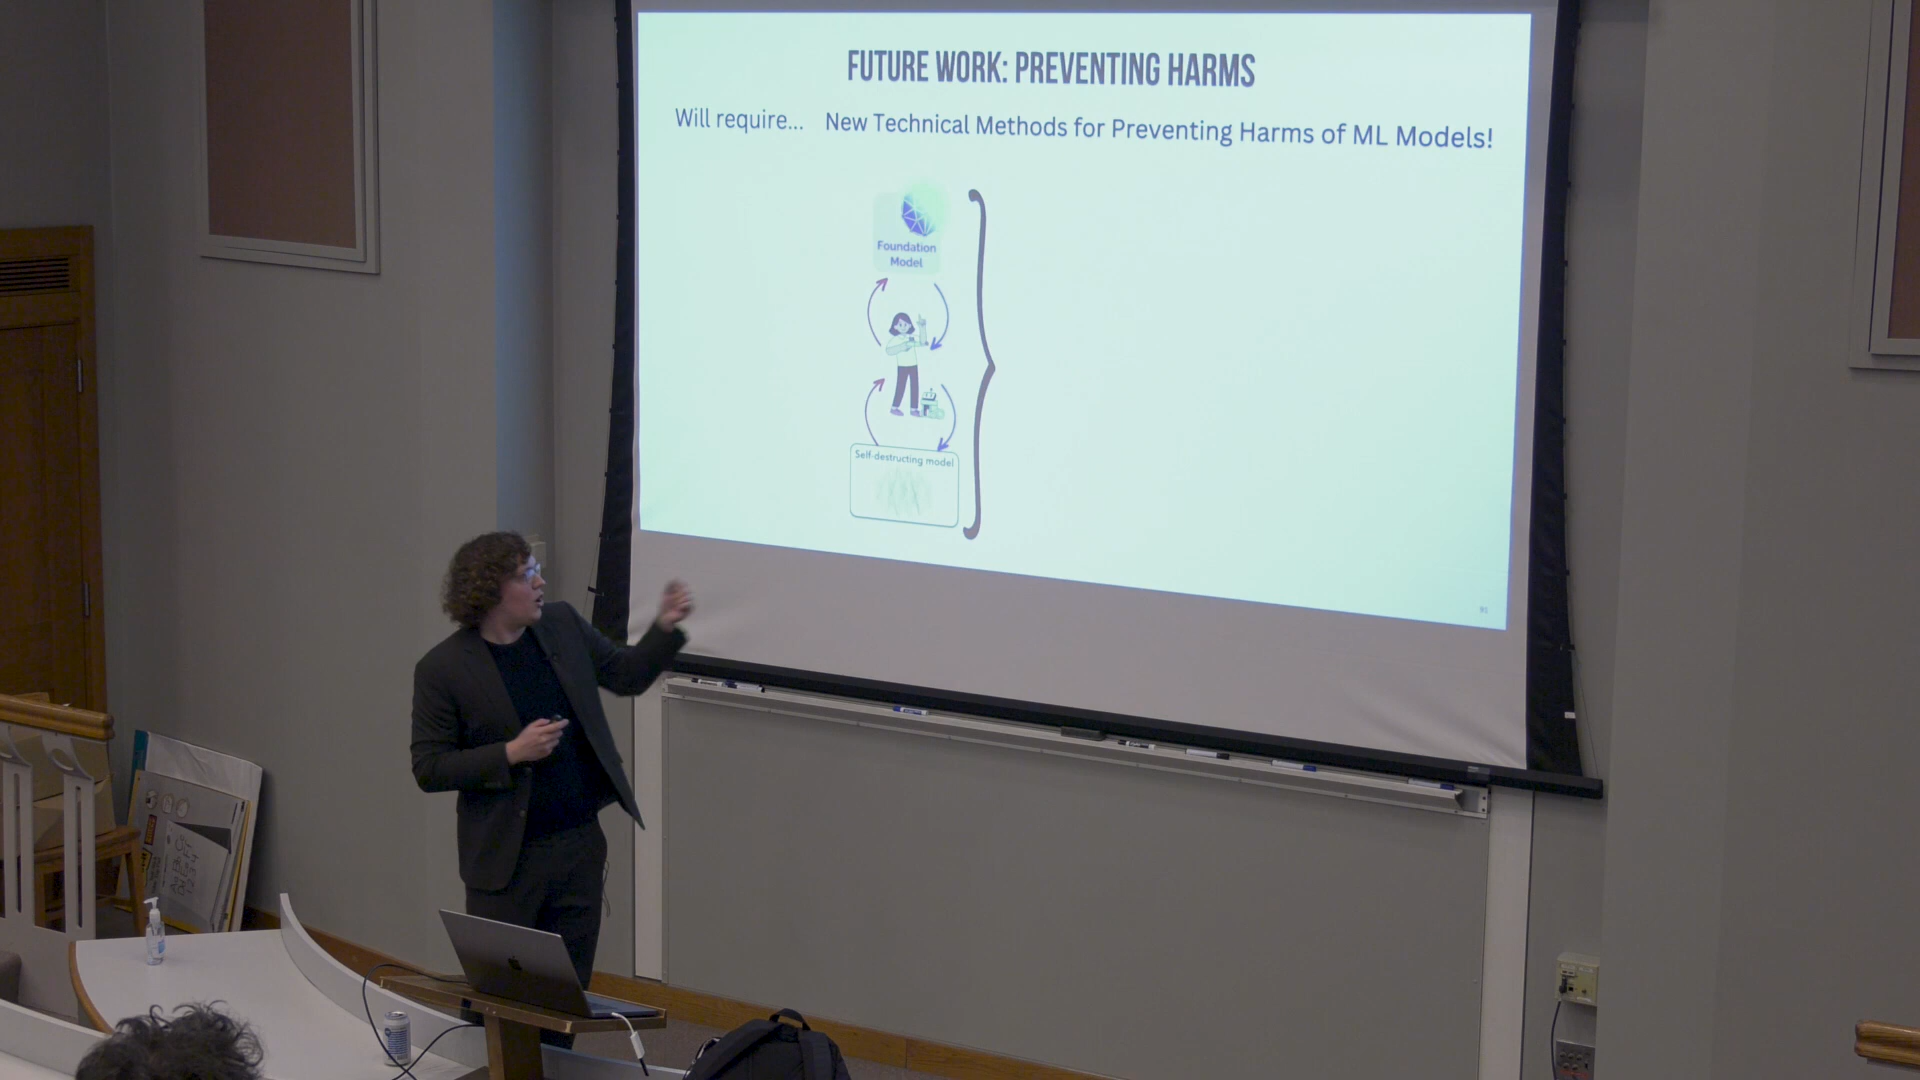 FUTURE WORK: PREVENTING HARMS
Will require... New Technical Methods for Preventing Harms of ML Models!
Foundation
Model
Self-destructing model